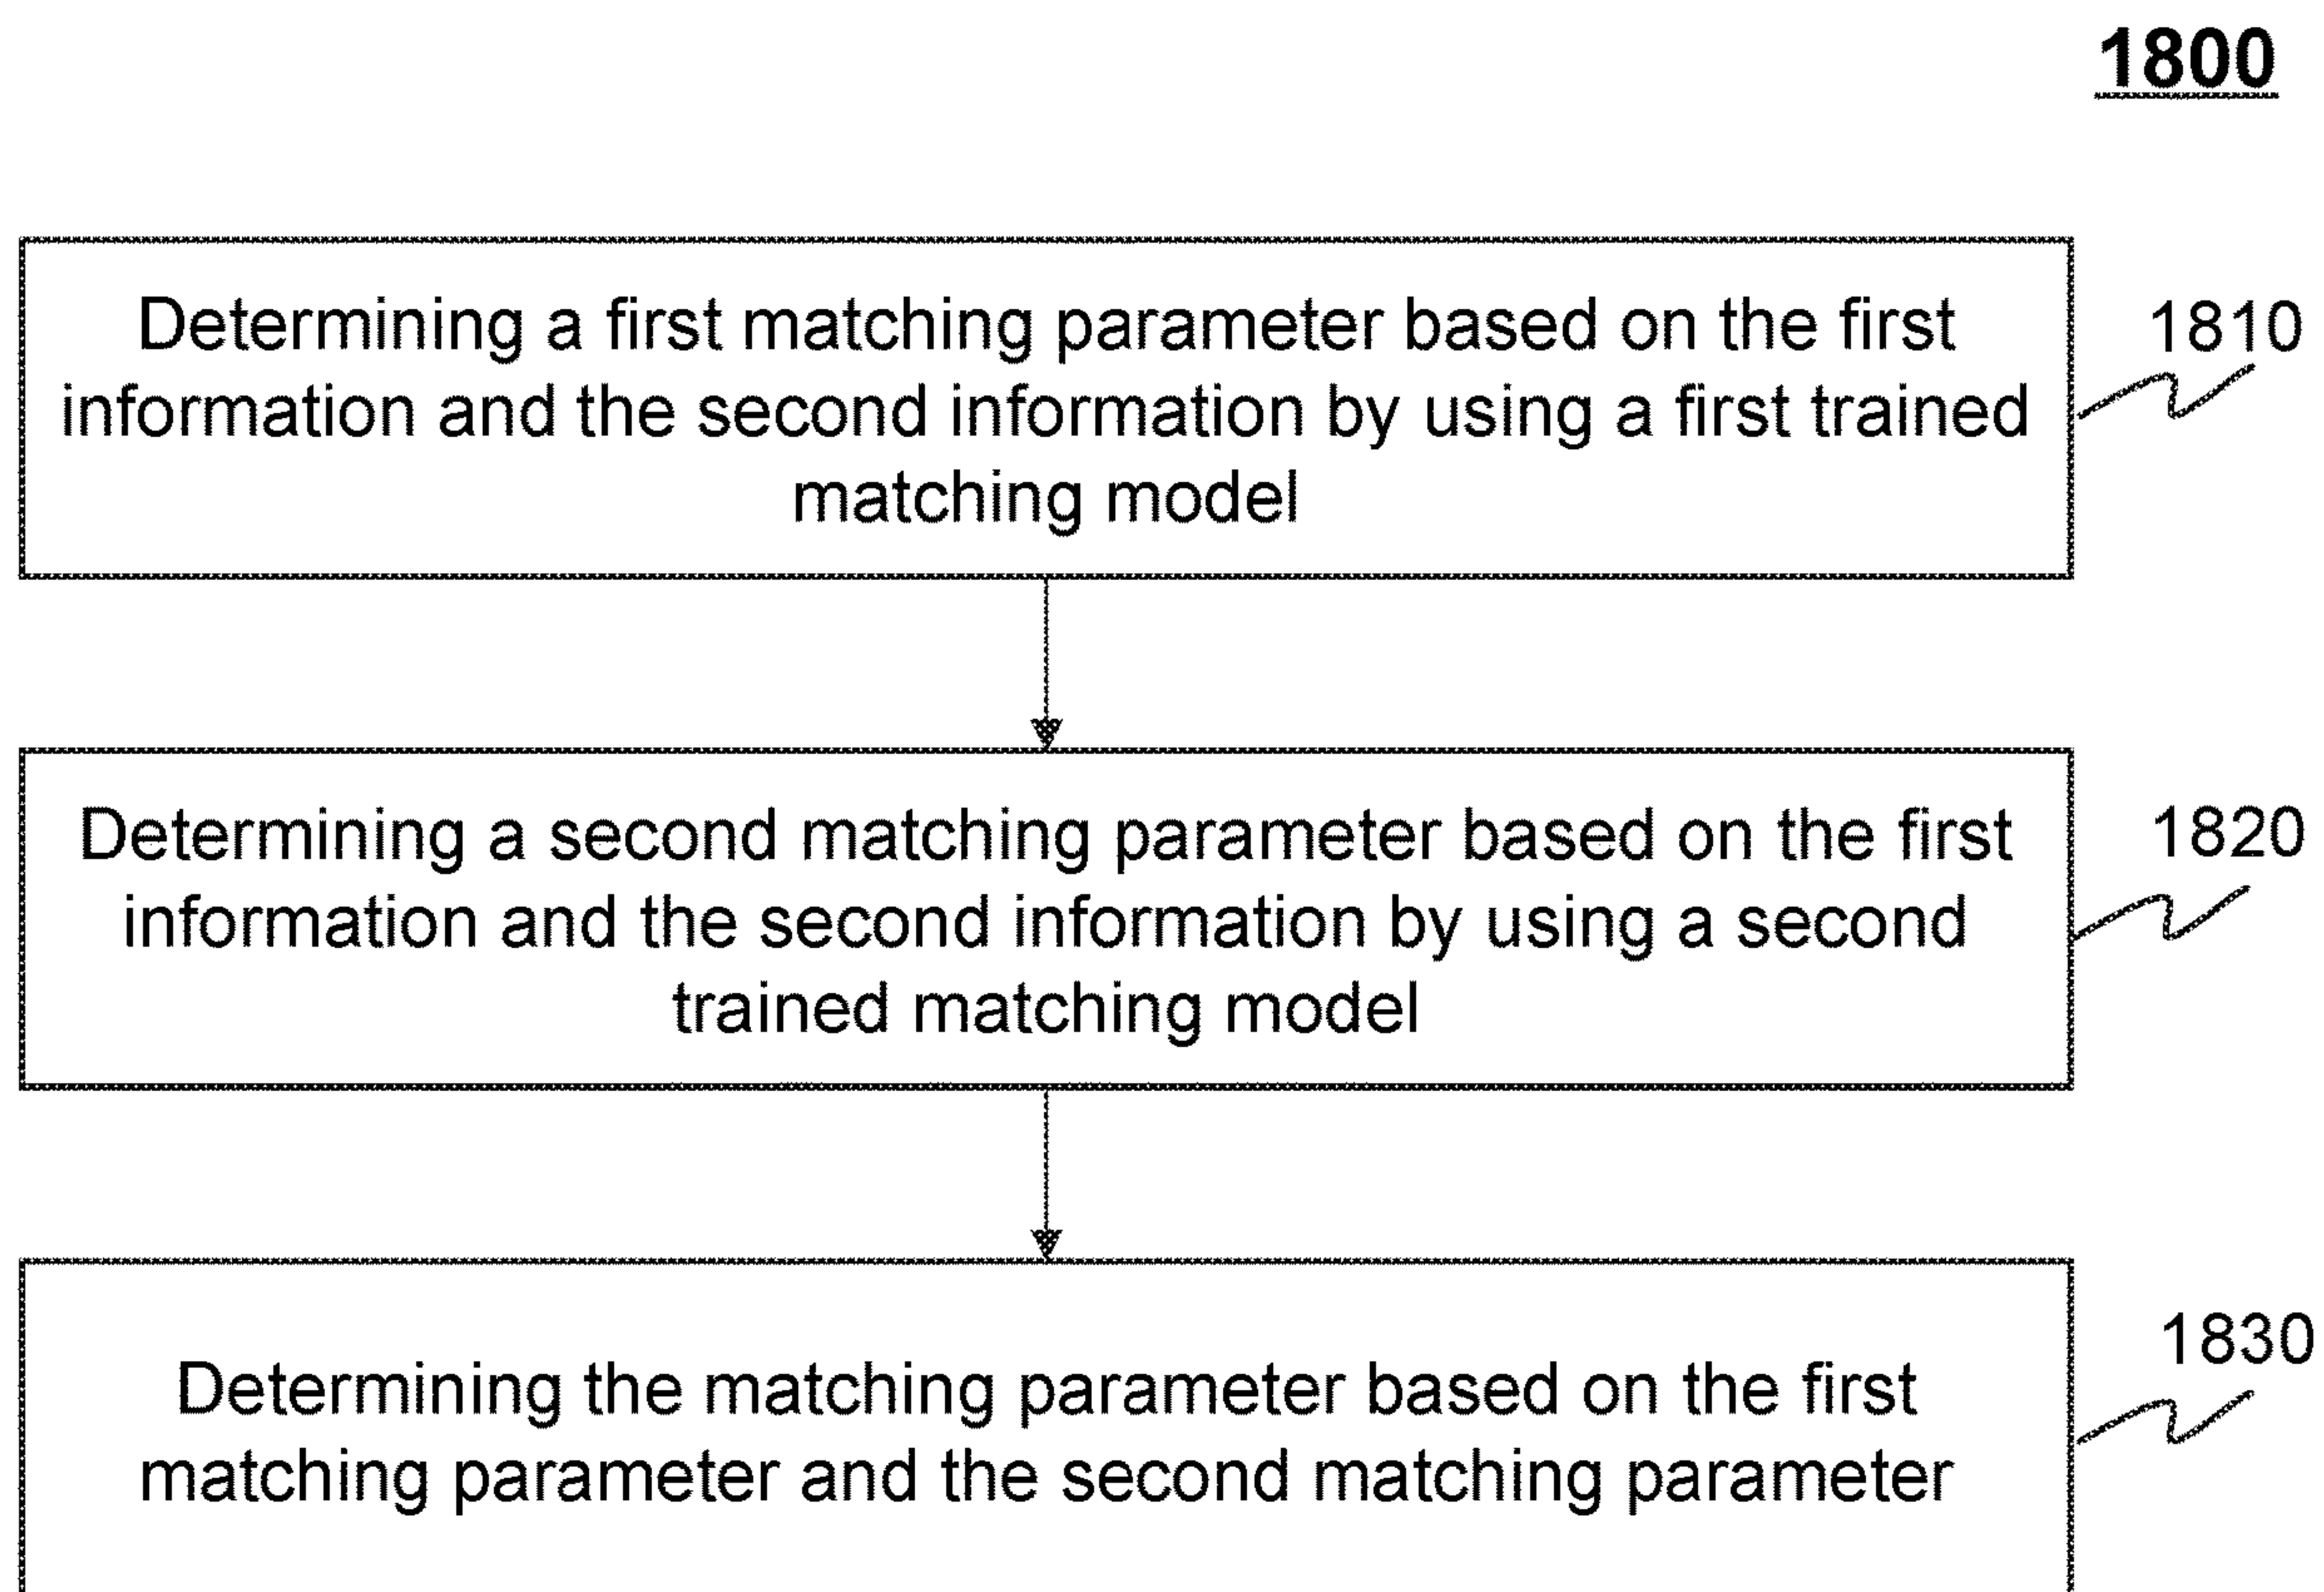 1800
Determining a first matching parameter based on the first
information and the second information by using a first trained
matching model
1810
Determining a second matching parameter based on the first
information and the second information by using a second
trained matching model
1820
Determining the matching parameter based on the first
matching parameter and the second matching parameter
1830